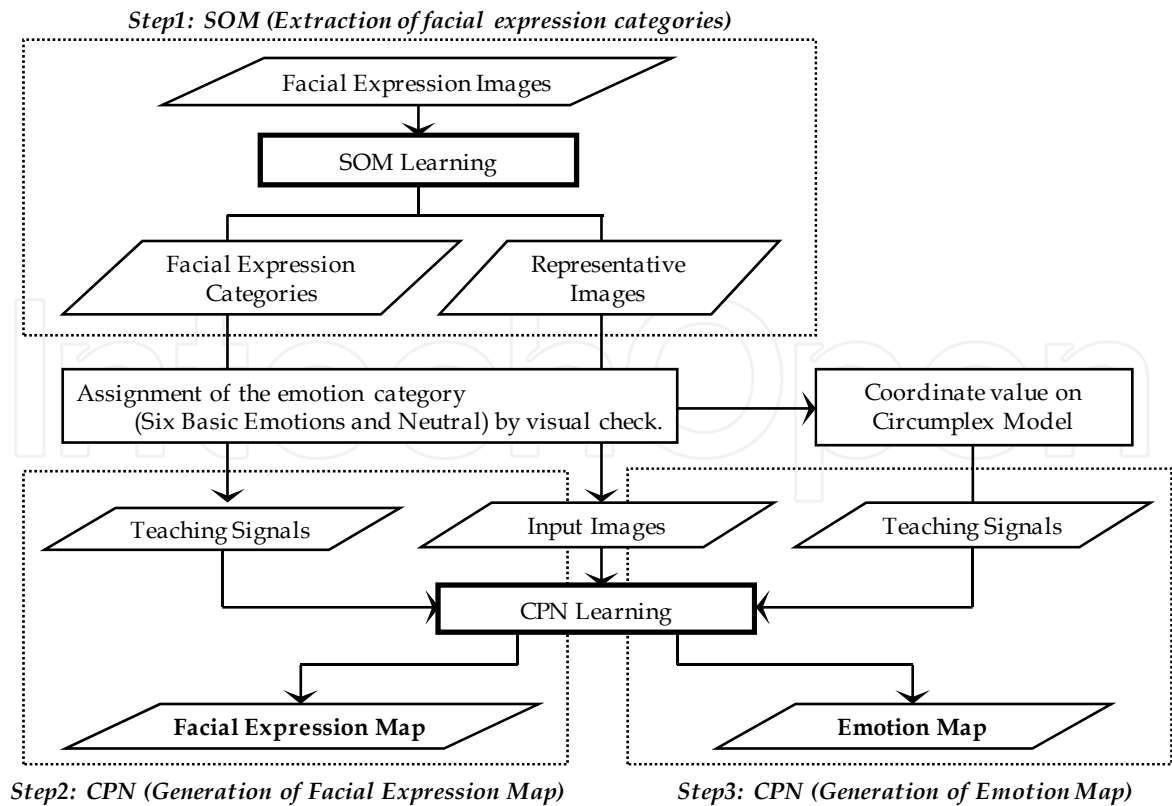 Step1: SOM (Extraction of facial expression categories)
Facial Expression Images
SOM Learning
Facial Expression
Categories
Representative
Images
Assignment of the emotion category
(Six Basic Emotions and Neutral) by visual check.
Coordinate value on
Circumplex Model
IntechOpen
Teaching Signals
Input Images
Teaching Signals
CPN Learning
Facial Expression Map
Emotion Map
Step2: CPN (Generation of Facial Expression Map)
Step3: CPN (Generation of Emotion Map)